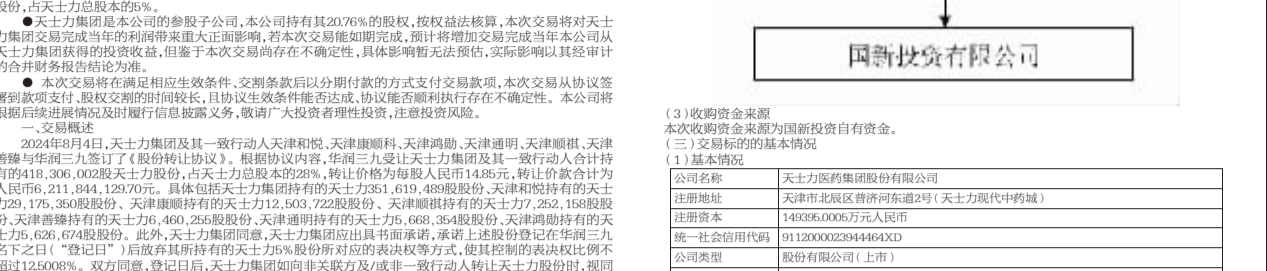 股份,占天士力总股本的5%。
●天士力集团是本公司的参股子公司,本公司持有其20.76%的股权,按权益法核算,本次交易将对天士
力集团交易完成当年的利润带来重大正面影响,若本次交易能如期完成,预计将增加交易完成当年本公司从
天士力集团获得的投资收益,但鉴于本次交易尚存在不确定性,具体影响暂无法预估,实际影响以其经审计
的合并财务报告结论为准。
● 本次交易将在满足相应生效条件、交割条款后以分期付款的方式支付交易款项,本次交易从协议签
署到款项支付、股权交割的时间较长,且协议生效条件能否达成、协议能否顺利执行存在不确定性。本公司将
根据后续进展情况及时履行信息披露义务,敬请广大投资者理性投资,注意投资风险。
一、交易概述
2024年8月4日,天士力集团及其一致行动人天津和悦、天津康顺科、天津鸿勋、天津通明、天津顺祺、天津
善臻与华润三九签订了《股份转让协议》。根据协议内容,华润三九受让天士力集团及其一致行动人合计持
有的418,306,002股天士力股份,占天士力总股本的28%,转让价格为每股人民币14.85元,转让价款合计为
人民币6,211,844,129.70元。具体包括天士力集团持有的天士力351,619,489股股份、天津和悦持有的天士
力29,175,350股股份、天津康顺持有的天士力12,503,722股股份、天津顺祺持有的天士力7,252,158股股
份、天津善臻持有的天士力6,460,255股股份、天津通明持有的天士力5,668,354股股份、天津鸿勋持有的天
士力5,626,674股股份。此外,天士力集团同意,天士力集团应出具书面承诺,承诺上述股份登记在华润三九
名下之日(“登记日”)后放弃其所持有的天士力5%股份所对应的表决权等方式,使其控制的表决权比例不
超过12.5008%。双方同意,登记日后,天士力集团如向非关联方及/或非一致行动人转让天士力股份时,视同
国新投资有限公司
(3)收购资金来源
本次收购资金来源为国新投资自有资金。
(三)交易标的的基本情况
(1)基本情况
公司名称 天士力医药集团股份有限公司
注册地址 天津市北辰区普济河东道2号(天士力现代中药城)
注册资本 149395.0005万元人民币
统一社会信用代码 9112000023944464XD
公司类型 股份有限公司(上市)